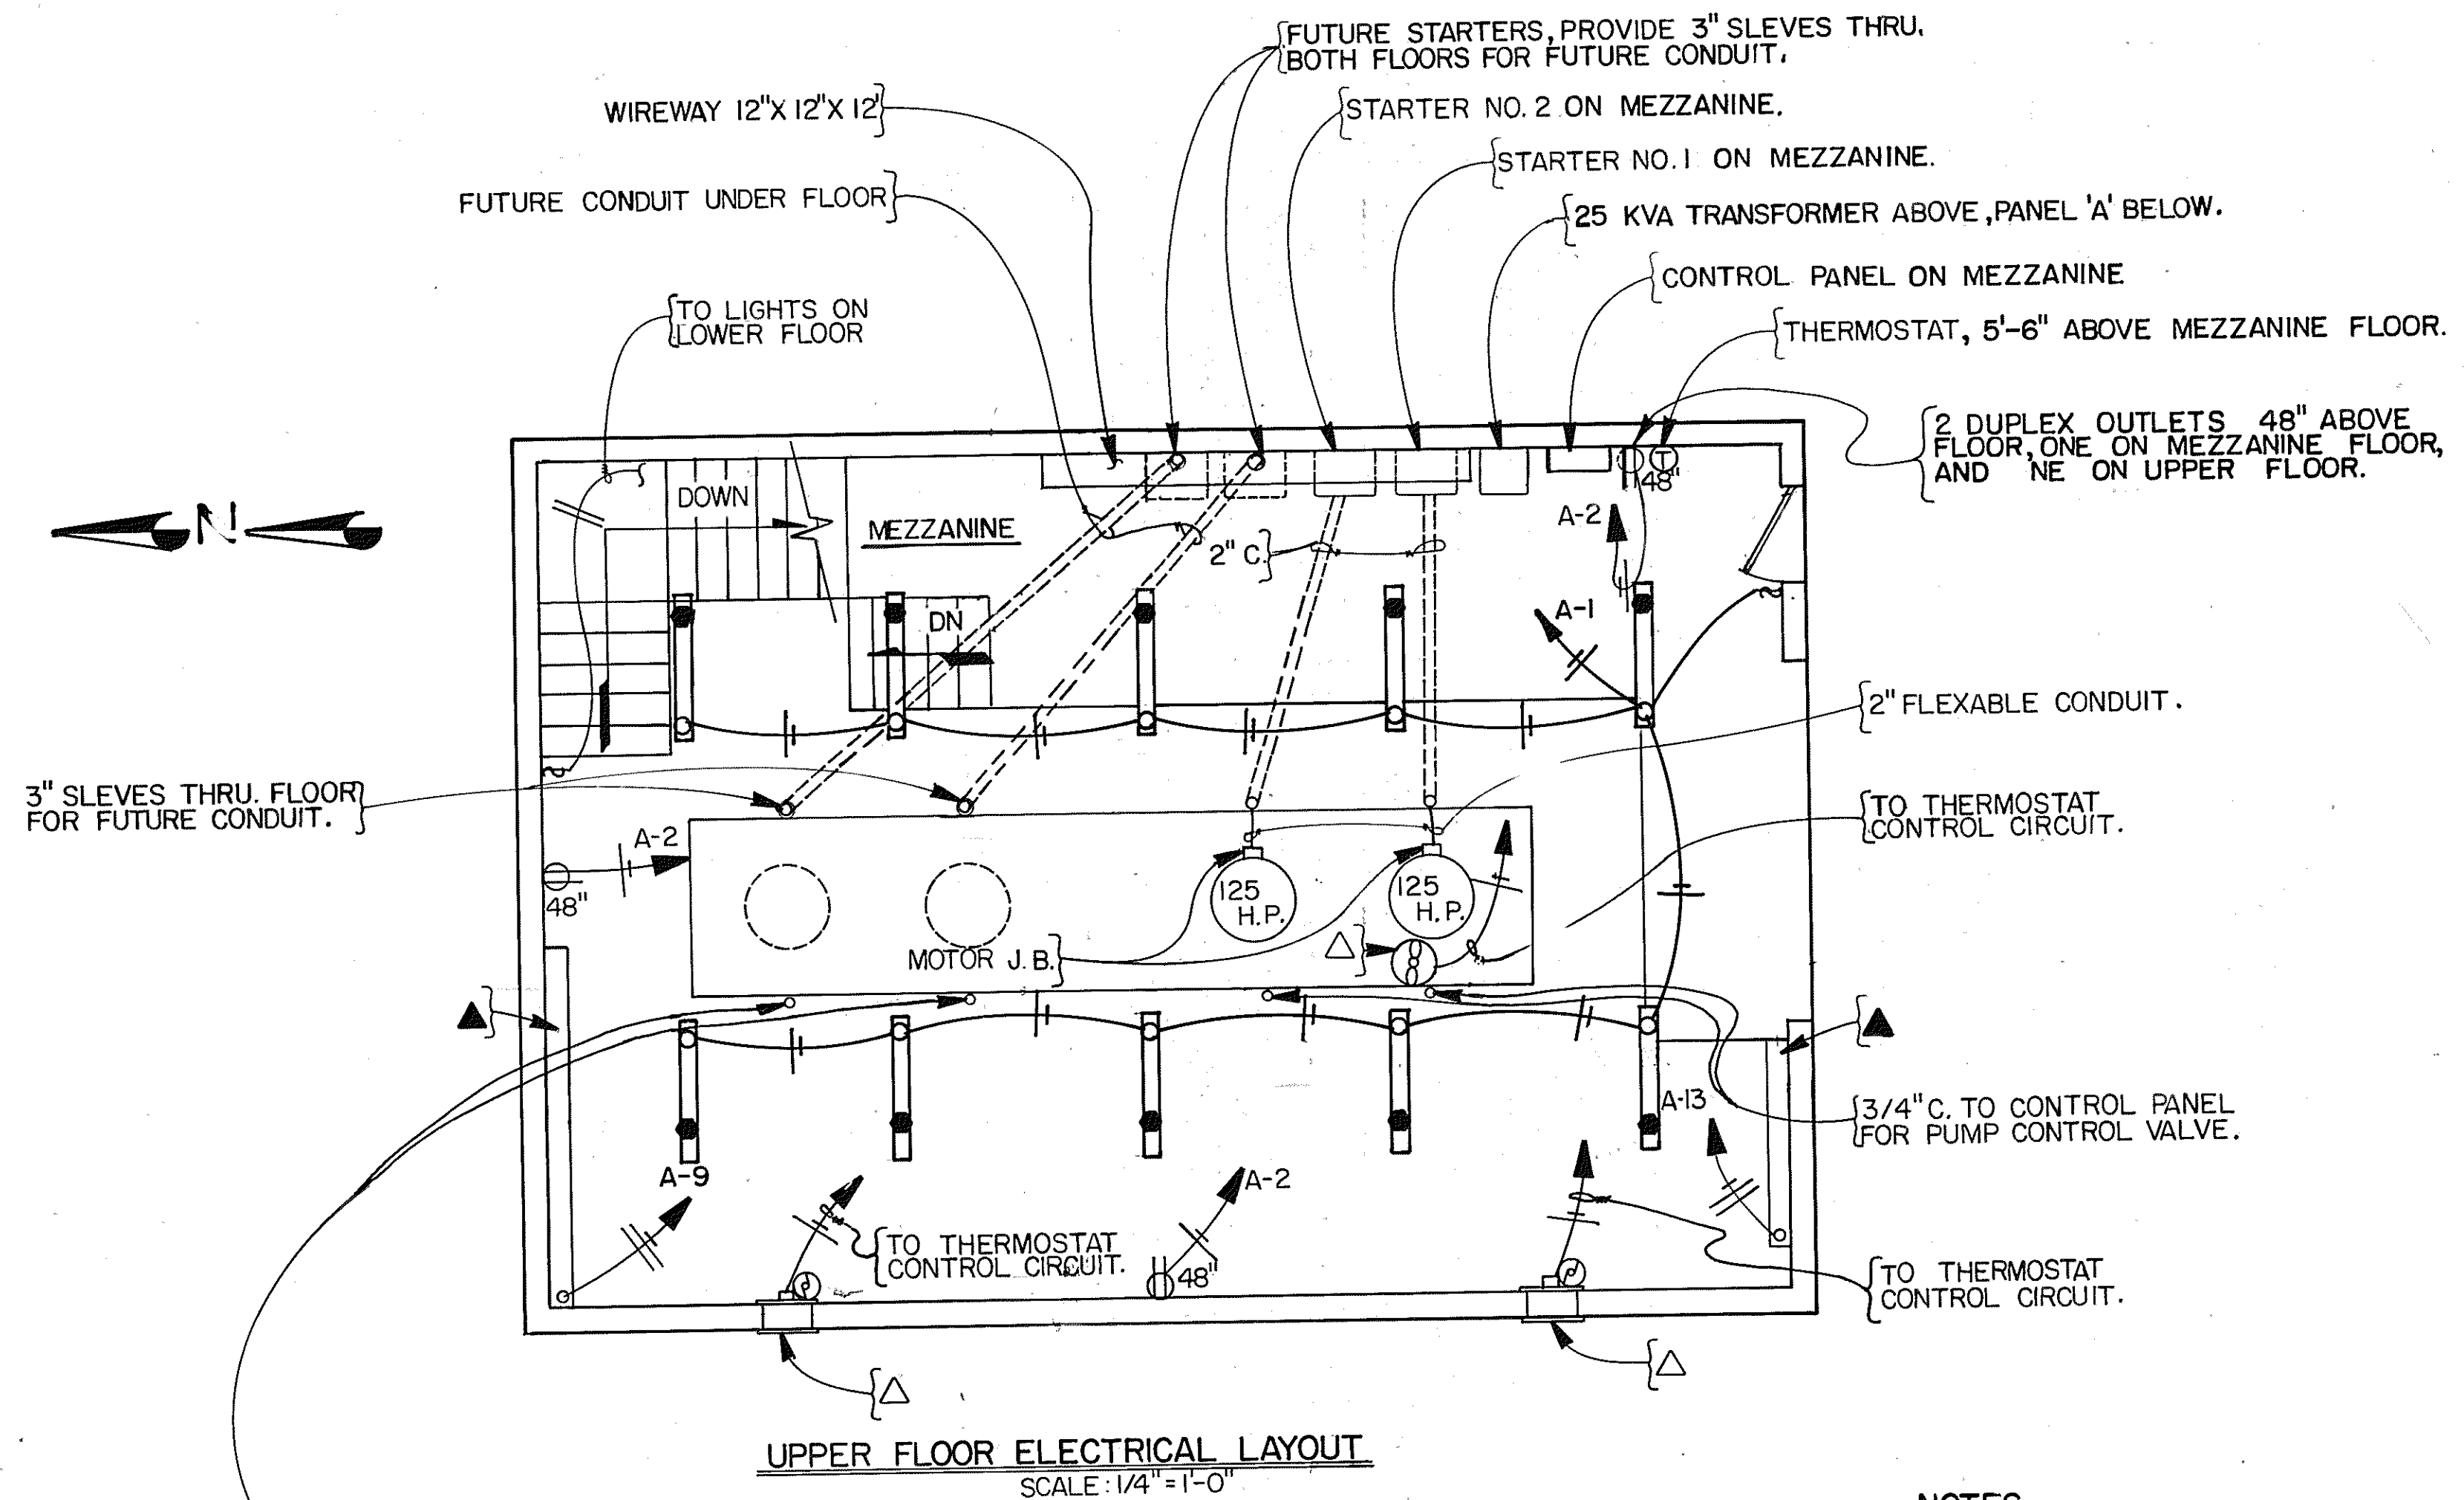 FUTURE STARTERS, PROVIDE 3" SLEVES THRU.
BOTH FLOORS FOR FUTURE CONDUIT.
WIREWAY 12"X 12"X 12'
STARTER NO. 2 ON MEZZANINE.
STARTER NO. 1 ON MEZZANINE.
FUTURE CONDUIT UNDER FLOOR
25 KVA TRANSFORMER ABOVE, PANEL 'A' BELOW.
CONTROL PANEL ON MEZZANINE
TO LIGHTS ON
LOWER FLOOR
THERMOSTAT, 5'-6" ABOVE MEZZANINE FLOOR.
2 DUPLEX OUTLETS 48" ABOVE
FLOOR, ONE ON MEZZANINE FLOOR,
AND NE ON UPPER FLOOR.
N
DOWN
T
48"
MEZZANINE
A-2
2" C.
DN
A-1
2" FLEXABLE CONDUIT.
3" SLEVES THRU. FLOOR
FOR FUTURE CONDUIT.
TO THERMOSTAT
CONTROL CIRCUIT.
A-2
48"
125
H.P.
125
H.P.
MOTOR J.B.
A-13
3/4" C. TO CONTROL PANEL
FOR PUMP CONTROL VALVE.
A-9
A-2
TO THERMOSTAT
CONTROL CIRCUIT.
48"
TO THERMOSTAT
CONTROL CIRCUIT.
UPPER FLOOR ELECTRICAL LAYOUT
SCALE: 1/4" = 1'-0"
NOTES